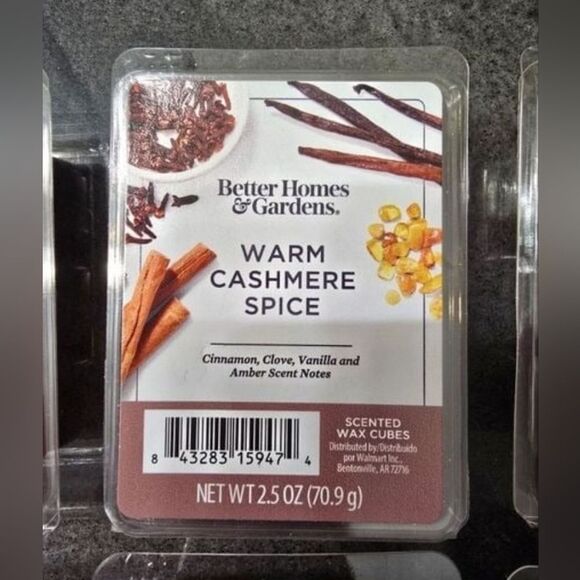 Better Homes
& Gardens®
WARM
CASHMERE
SPICE
Cinnamon, Clove, Vanilla and
Amber Scent Notes
8 43283 15947 4
SCENTED
WAX CUBES
Distributed by/Distribuido
por Walmart Inc.,
Bentonville, AR 72716
NET WT 2.5 OZ (70.9 g)